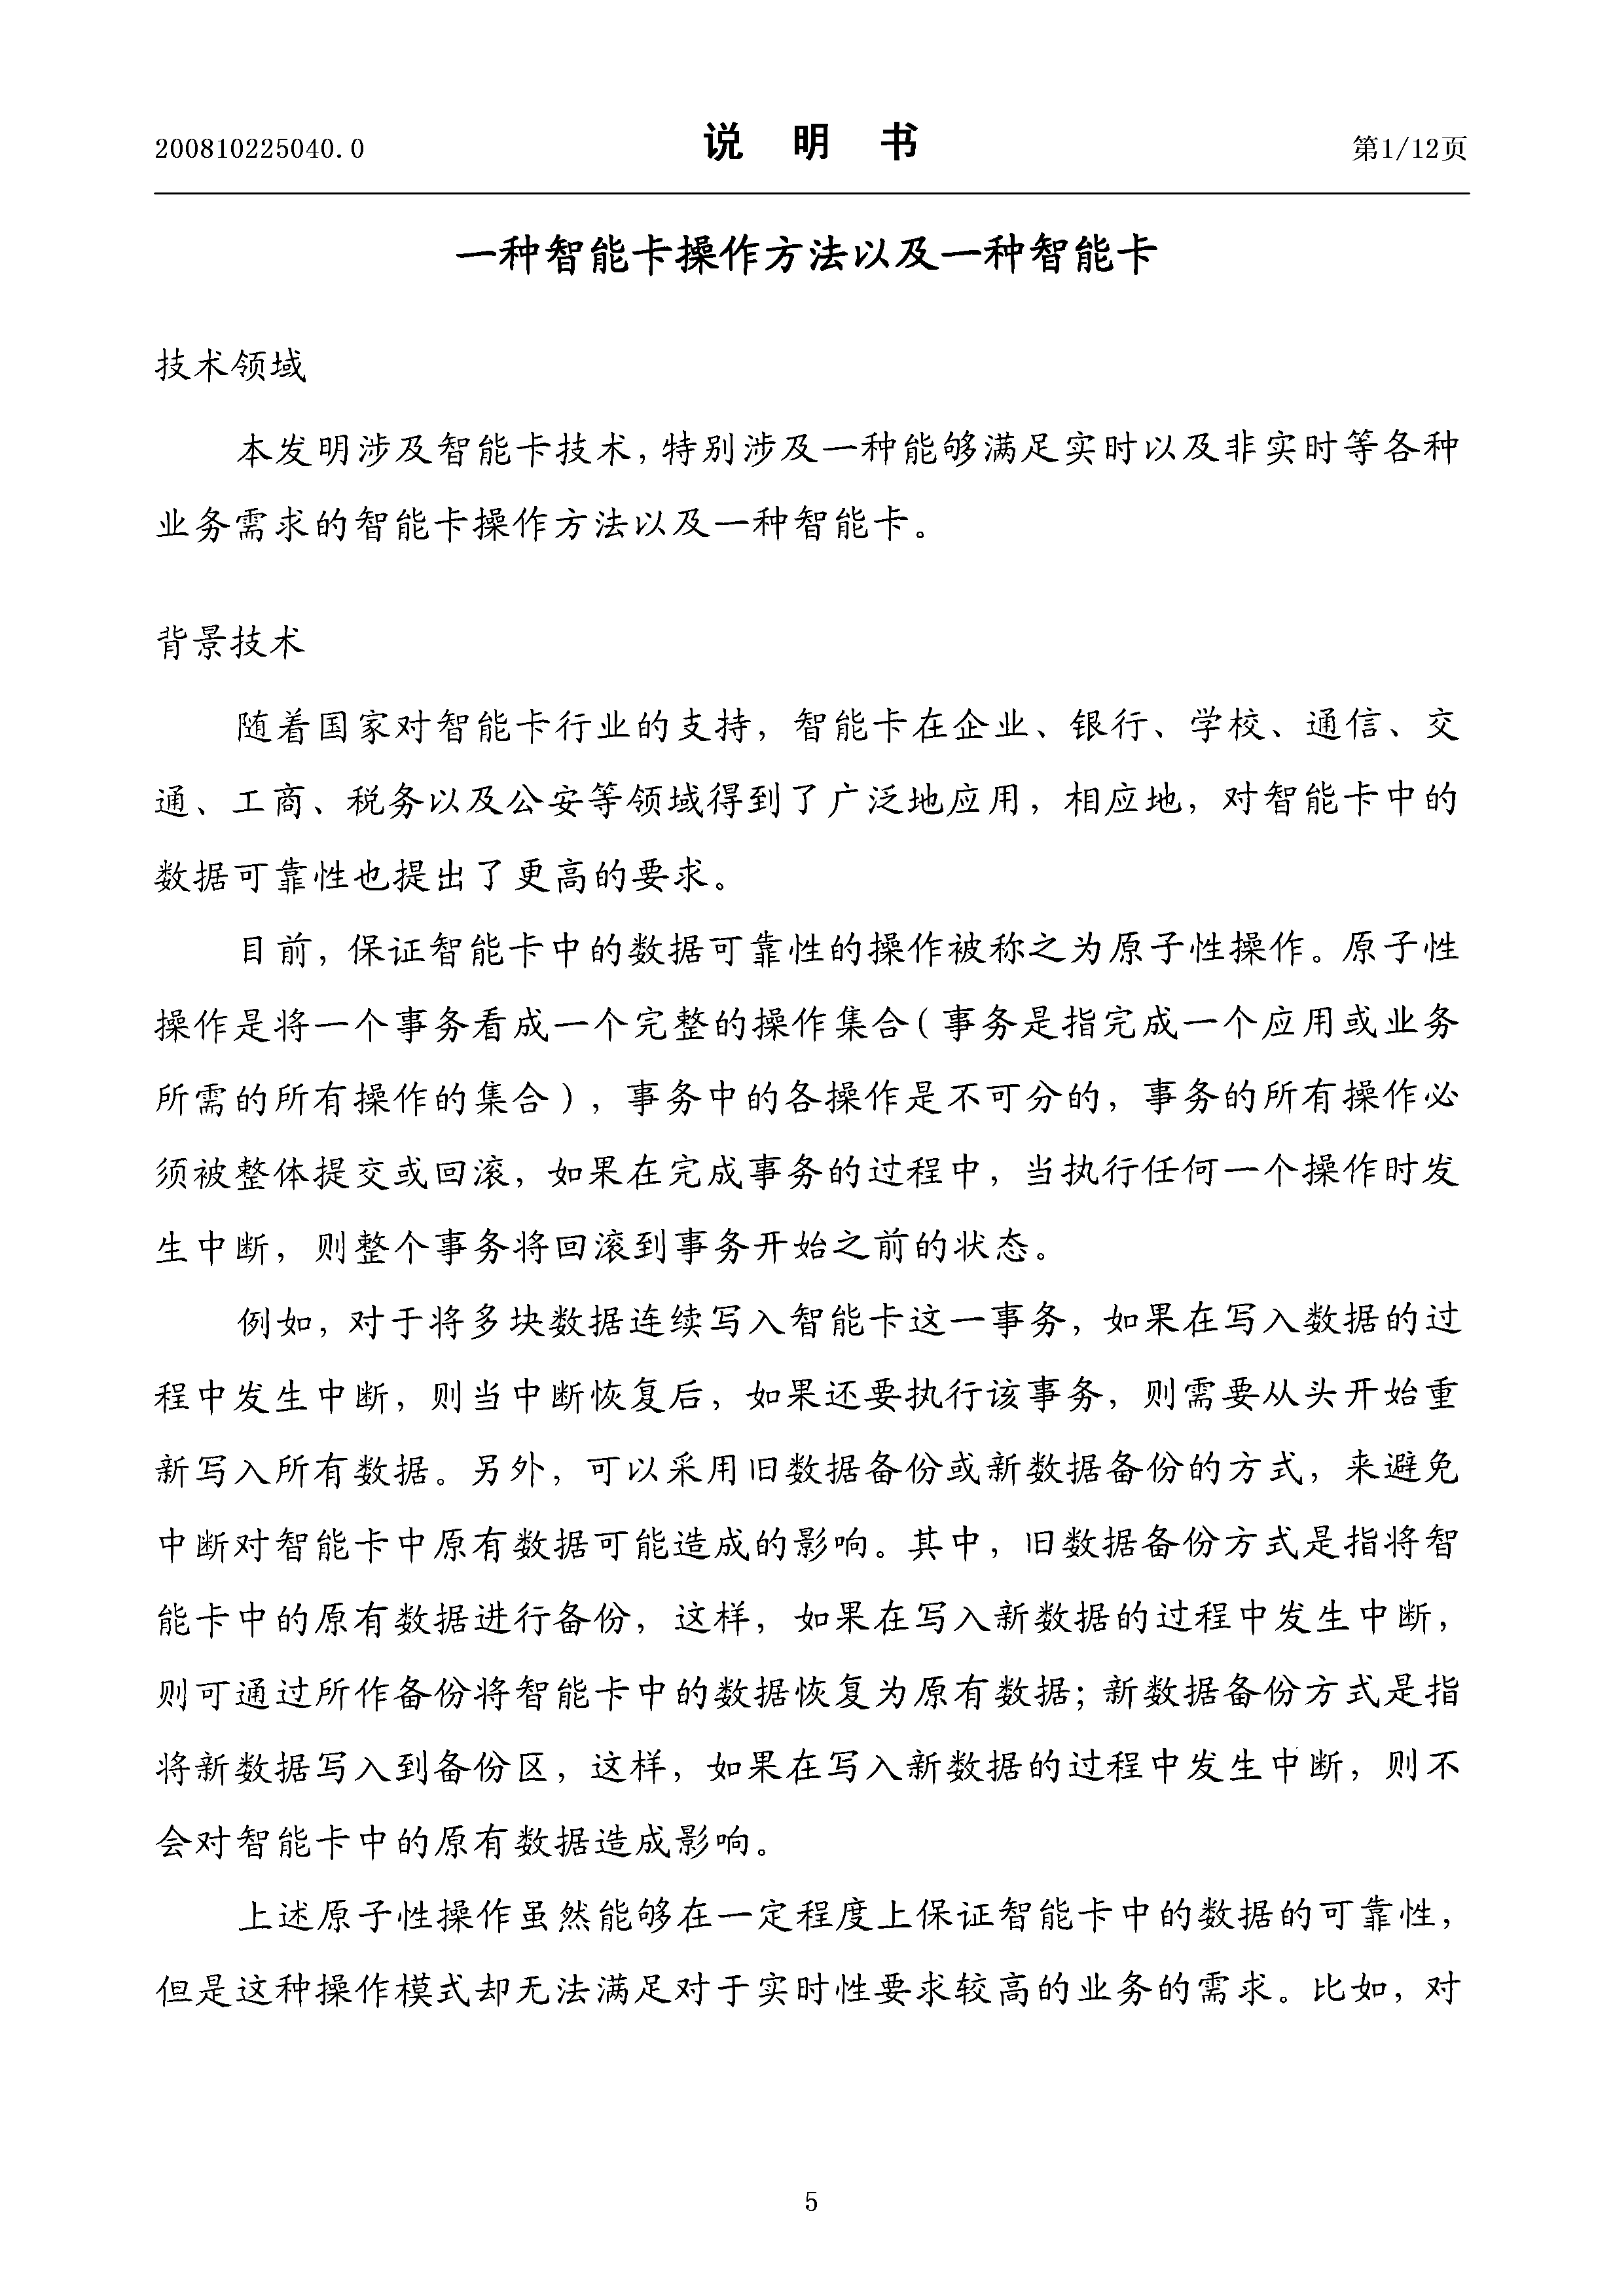 200810225040.0 说 明 书 第1/12页
一种智能卡操作方法以及一种智能卡
技术领域
本发明涉及智能卡技术，特别涉及一种能够满足实时以及非实时等各种
业务需求的智能卡操作方法以及一种智能卡。
背景技术
随着国家对智能卡行业的支持，智能卡在企业、银行、学校、通信、交
通、工商、税务以及公安等领域得到了广泛地应用，相应地，对智能卡中的
数据可靠性也提出了更高的要求。
目前，保证智能卡中的数据可靠性的操作被称之为原子性操作。原子性
操作是将一个事务看成一个完整的操作集合（事务是指完成一个应用或业务
所需的所有操作的集合），事务中的各操作是不可分的，事务的所有操作必
须被整体提交或回滚，如果在完成事务的过程中，当执行任何一个操作时发
生中断，则整个事务将回滚到事务开始之前的状态。
例如，对于将多块数据连续写入智能卡这一事务，如果在写入数据的过
程中发生中断，则当中断恢复后，如果还要执行该事务，则需要从头开始重
新写入所有数据。另外，可以采用旧数据备份或新数据备份的方式，来避免
中断对智能卡中原有数据可能造成的影响。其中，旧数据备份方式是指将智
能卡中的原有数据进行备份，这样，如果在写入新数据的过程中发生中断，
则可通过所作备份将智能卡中的数据恢复为原有数据；新数据备份方式是指
将新数据写入到备份区，这样，如果在写入新数据的过程中发生中断，则不
会对智能卡中的原有数据造成影响。
上述原子性操作虽然能够在一定程度上保证智能卡中的数据的可靠性，
但是这种操作模式却无法满足对于实时性要求较高的业务的需求。比如，对
5